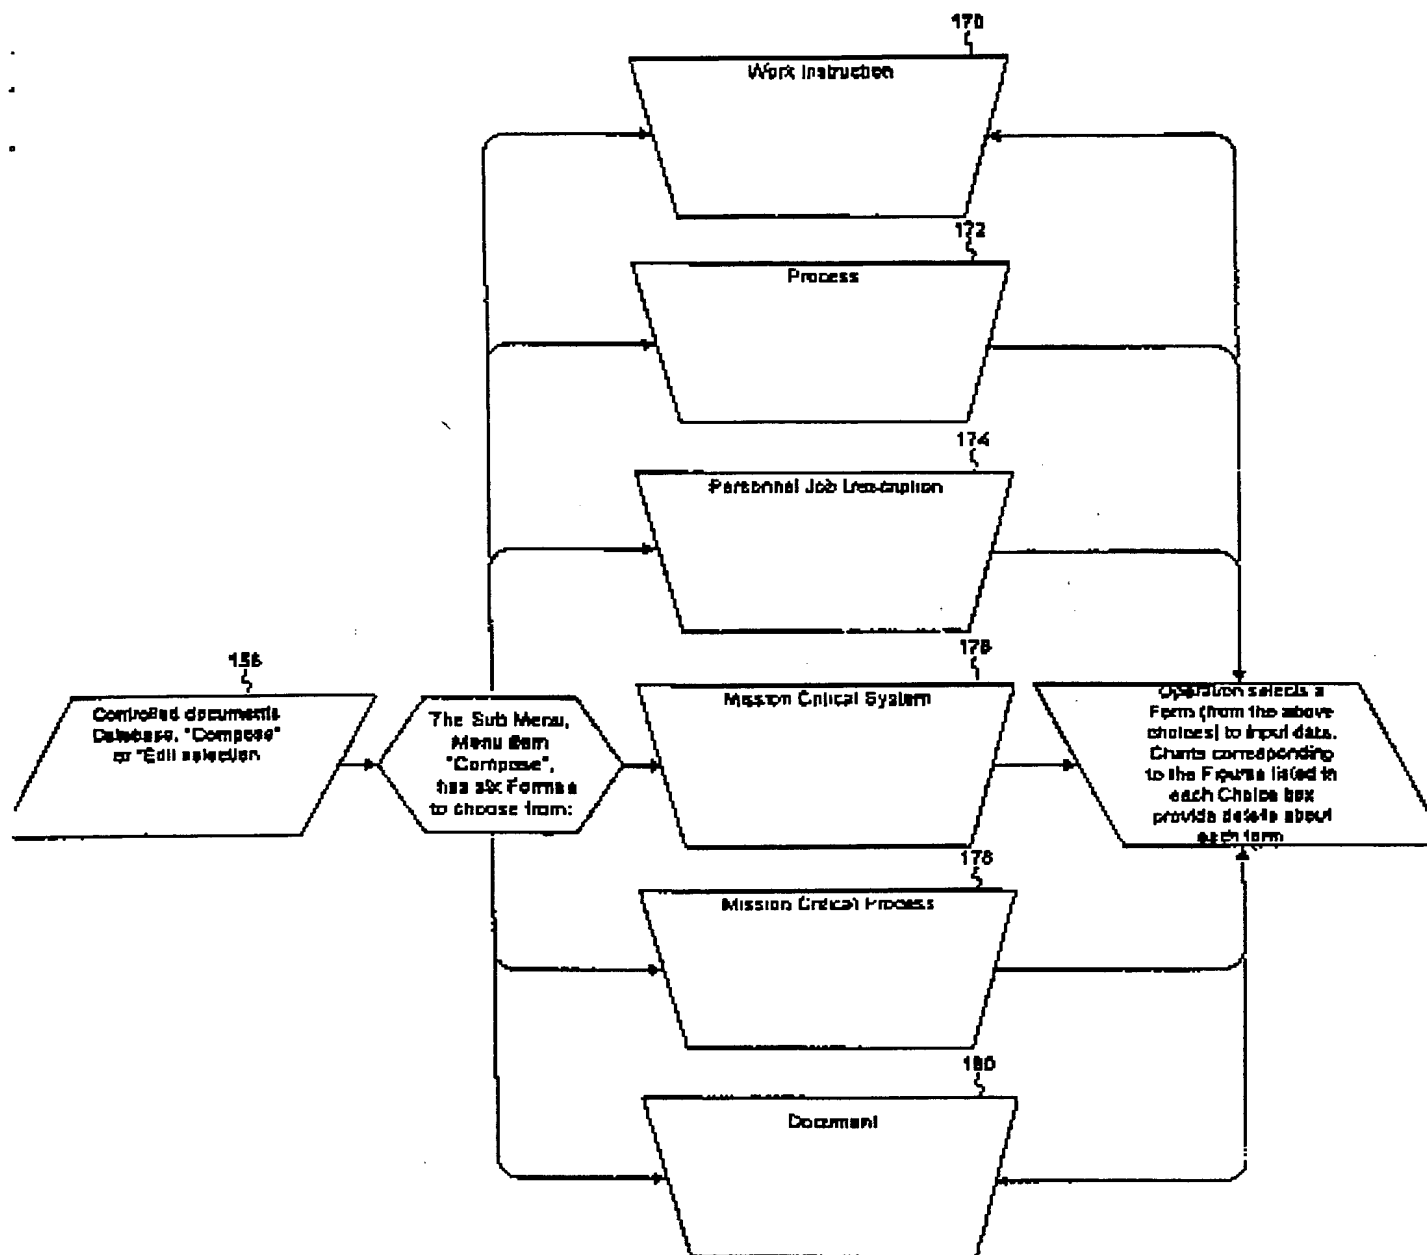 170
Work Instruction
172
Process
174
Personnel Job Description
156
Controlled documents
Database. "Compose"
or "Edit selection
The Sub Menu,
Menu item
"Compose",
has six Formse
to choose from:
178
Mission Critical System
Operation selects a
Form (from the above
choices) to input data.
Charts corresponding
to the Figures listed in
each Choice box
provide details about
each form
178
Mission Critical Process
180
Document